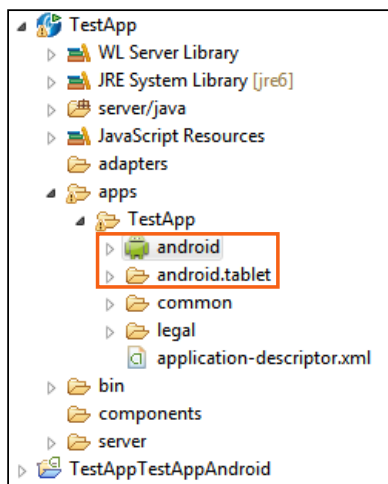 TestApp
WL Server Library
JRE System Library [jre6]
server/java
JavaScript Resources
adapters
apps
TestApp
android
android.tablet
common
legal
application-descriptor.xml
bin
components
server
TestAppTestAppAndroid